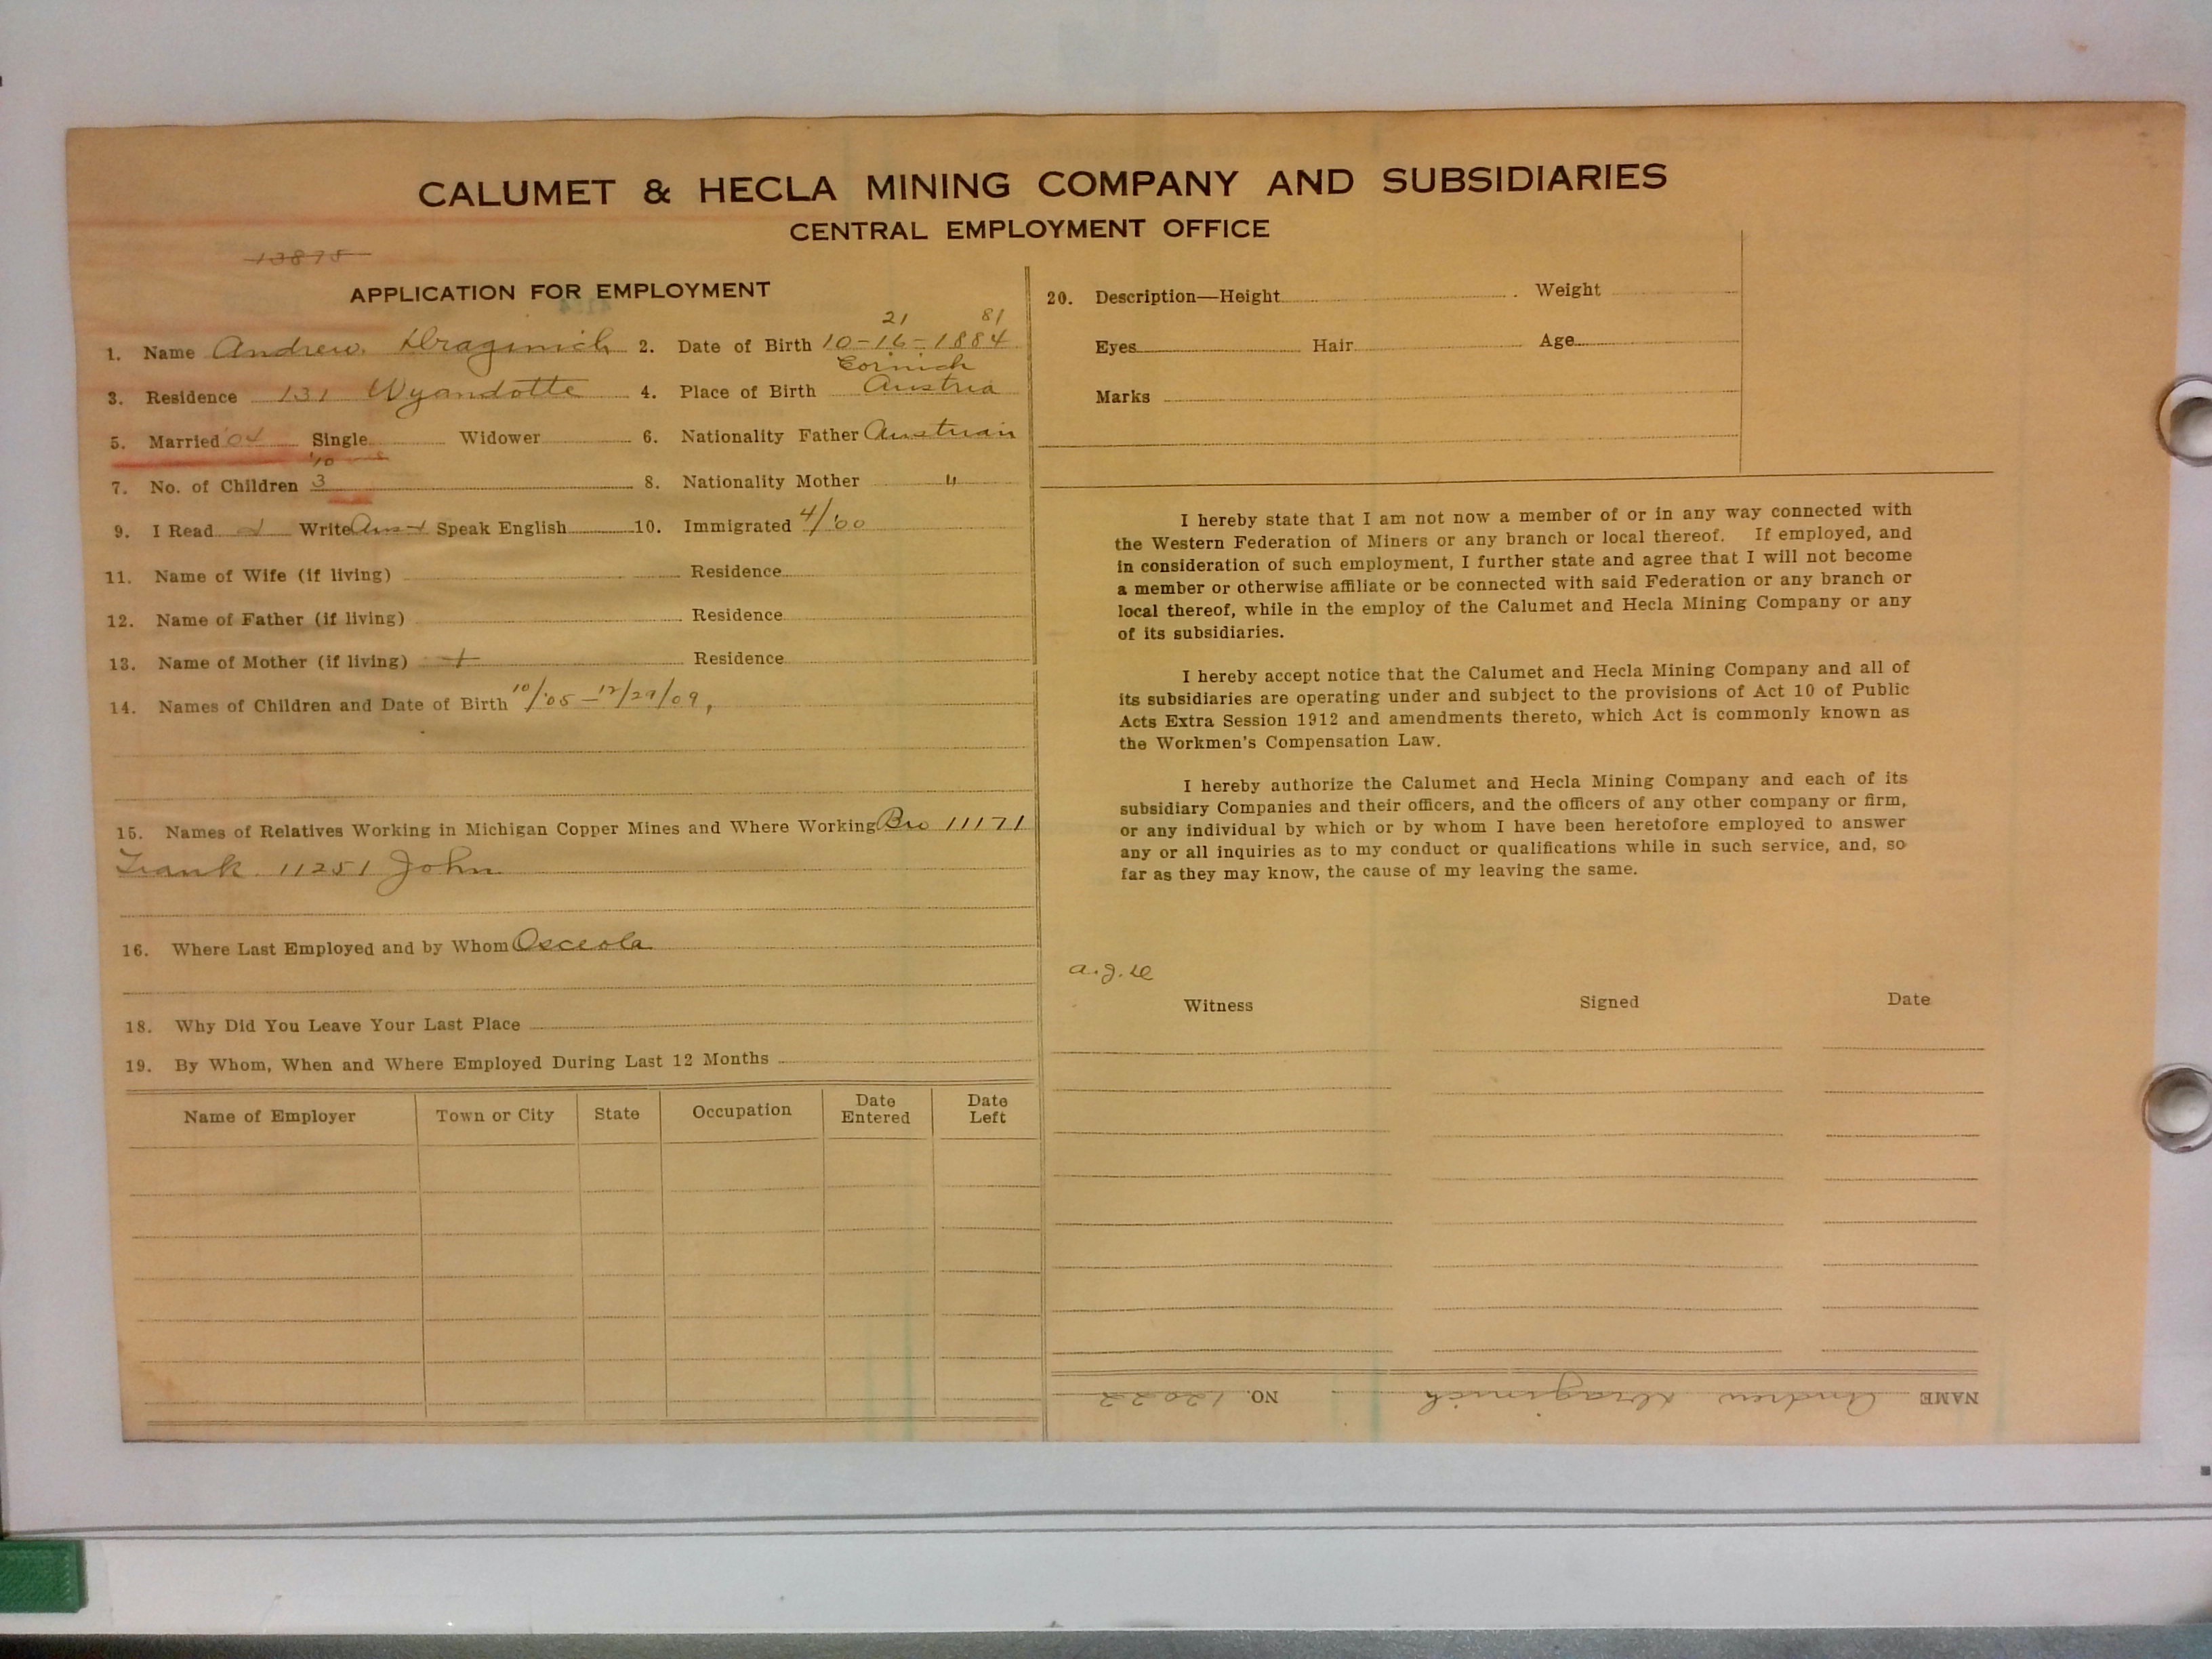 CALUMET & HECLA MINING COMPANY AND SUBSIDIARIES
CENTRAL EMPLOYMENT OFFICE
13875
APPLICATION FOR EMPLOYMENT
21 81
1. Name Andrew Draginich 2. Date of Birth 10-16-1884
3. Residence 131 Wyandotte 4. Place of Birth Austria
5. Married '04 Single Widower 6. Nationality Father Austrian
'10
7. No. of Children 3 8. Nationality Mother "
9. I Read Write Aust Speak English 10. Immigrated 4/'00
11. Name of Wife (if living) Residence
12. Name of Father (if living) Residence
13. Name of Mother (if living) + Residence
14. Names of Children and Date of Birth 10/'05 - 12/29/09,
15. Names of Relatives Working in Michigan Copper Mines and Where Working Bro 11171
Frank 11251 John
16. Where Last Employed and by Whom Osceola
18. Why Did You Leave Your Last Place
19. By Whom, When and Where Employed During Last 12 Months
Name of Employer Town or City State Occupation Date Entered Date Left
20. Description—Height Weight
Eyes Hair Age
Marks
I hereby state that I am not now a member of or in any way connected with
the Western Federation of Miners or any branch or local thereof. If employed, and
in consideration of such employment, I further state and agree that I will not become
a member or otherwise affiliate or be connected with said Federation or any branch or
local thereof, while in the employ of the Calumet and Hecla Mining Company or any
of its subsidiaries.
I hereby accept notice that the Calumet and Hecla Mining Company and all of
its subsidiaries are operating under and subject to the provisions of Act 10 of Public
Acts Extra Session 1912 and amendments thereto, which Act is commonly known as
the Workmen's Compensation Law.
I hereby authorize the Calumet and Hecla Mining Company and each of its
subsidiary Companies and their officers, and the officers of any other company or firm,
or any individual by which or by whom I have been heretofore employed to answer
any or all inquiries as to my conduct or qualifications while in such service, and, so
far as they may know, the cause of my leaving the same.
Witness Signed Date
NAME Andrew Draginich NO. 12022